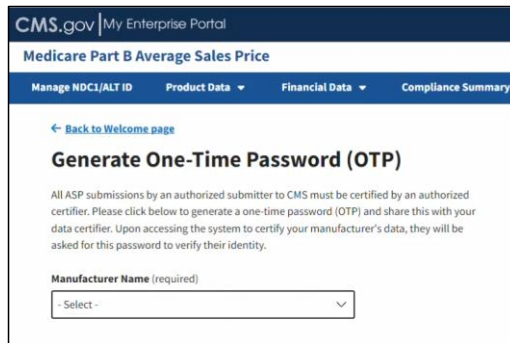 CMS.gov My Enterprise Portal
Medicare Part B Average Sales Price
Manage NDC1/ALT ID Product Data Financial Data Compliance Summary
Back to Welcome page
Generate One-Time Password (OTP)
All ASP submissions by an authorized submitter to CMS must be certified by an authorized
certifier. Please click below to generate a one-time password (OTP) and share this with your
data certifier. Upon accessing the system to certify your manufacturer's data, they will be
asked for this password to verify their identity.
Manufacturer Name (required)
- Select -